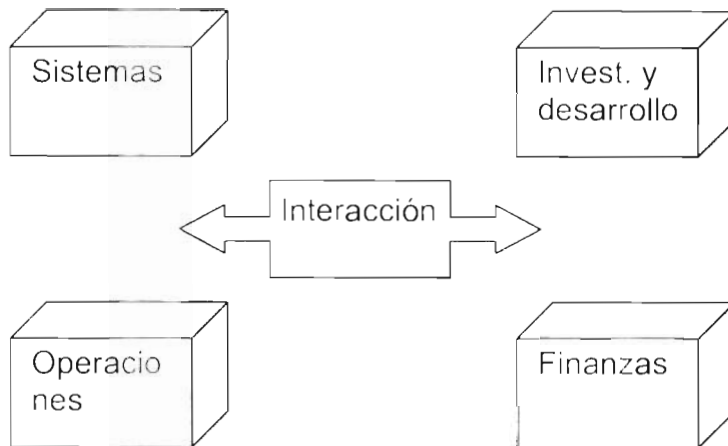 Sistemas
Invest. y
desarrollo
Interacción
Operacio
nes
Finanzas